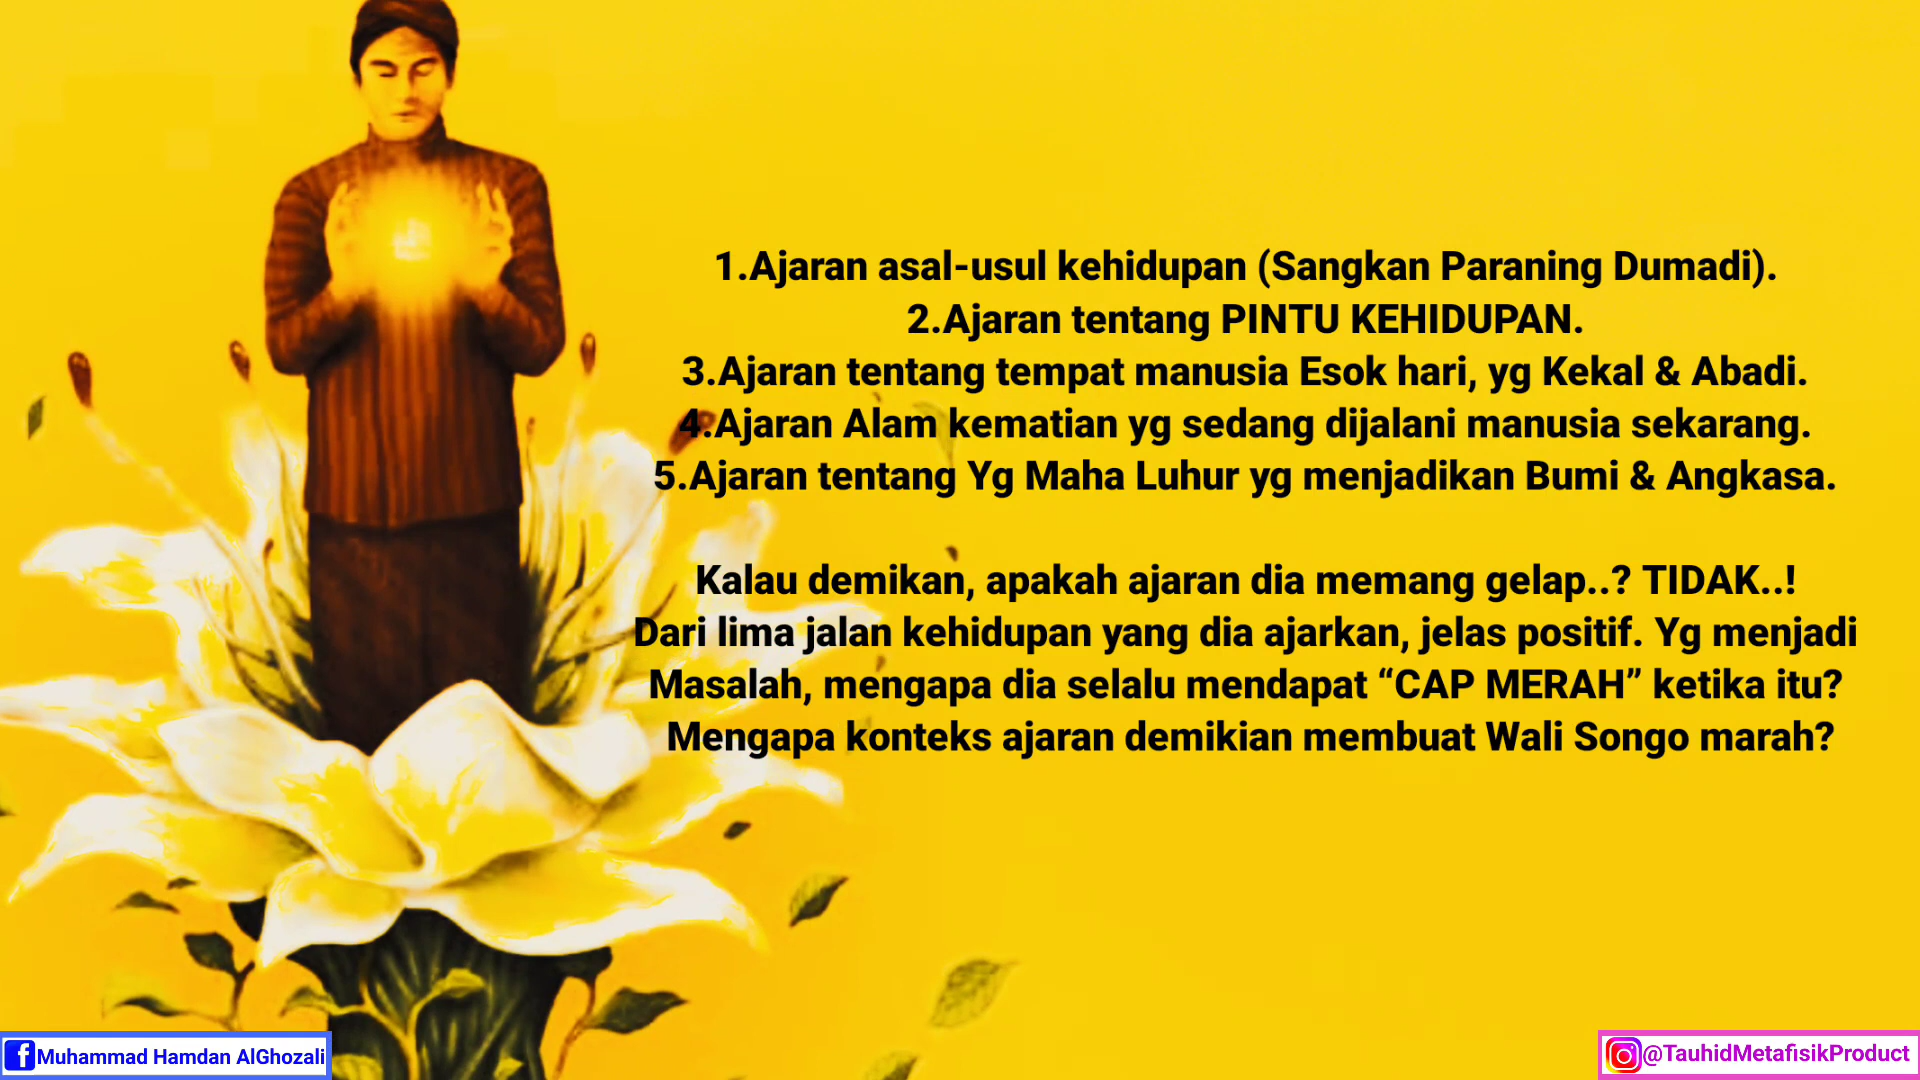 1.Ajaran asal-usul kehidupan (Sangkan Paraning Dumadi).
2.Ajaran tentang PINTU KEHIDUPAN.
3.Ajaran tentang tempat manusia Esok hari, yg Kekal & Abadi.
4.Ajaran Alam kematian yg sedang dijalani manusia sekarang.
5.Ajaran tentang Yg Maha Luhur yg menjadikan Bumi & Angkasa.
Kalau demikan, apakah ajaran dia memang gelap..? TIDAK..!
Dari lima jalan kehidupan yang dia ajarkan, jelas positif. Yg menjadi
Masalah, mengapa dia selalu mendapat “CAP MERAH” ketika itu?
Mengapa konteks ajaran demikian membuat Wali Songo marah?
Muhammad Hamdan AlGhozali
@TauhidMetafisikProduct